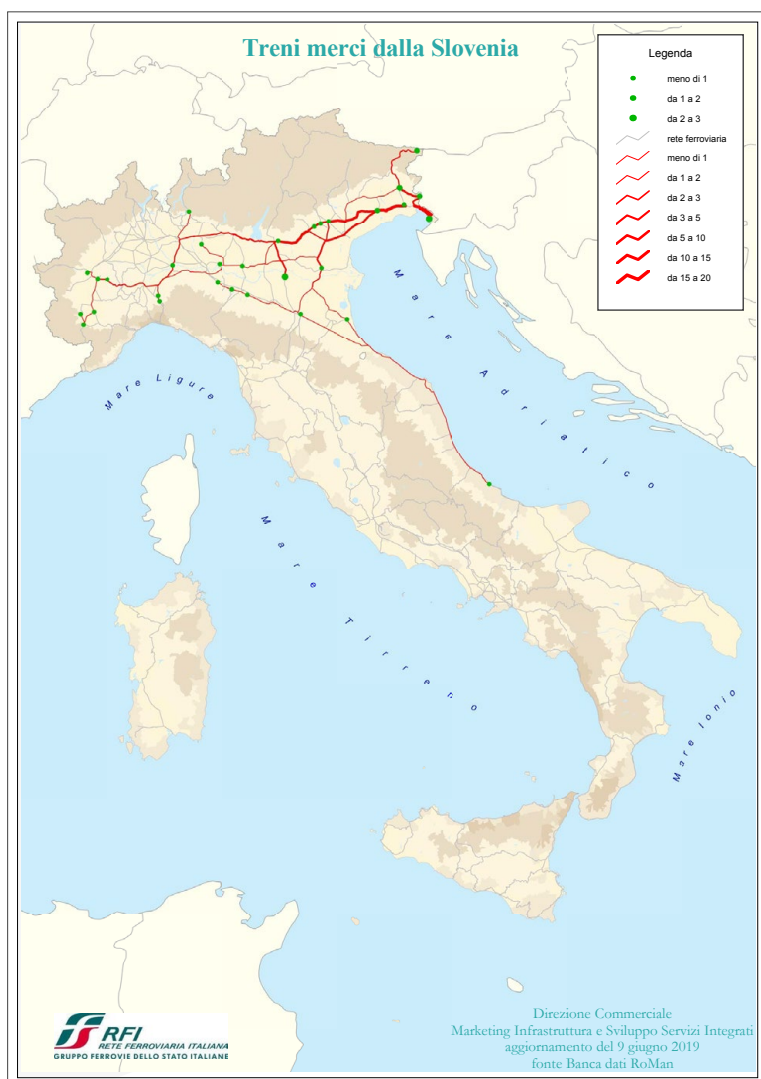 Treni merci dalla Slovenia
Legenda
meno di 1
da 1 a 2
da 2 a 3
rete ferroviaria
meno di 1
da 1 a 2
da 2 a 3
da 3 a 5
da 5 a 10
da 10 a 15
da 15 a 20
Mare Adriatico
Mare Ligure
Mare Tirreno
Mare Ionio
RFI
RETE FERROVIARIA ITALIANA
GRUPPO FERROVIE DELLO STATO ITALIANE
Direzione Commerciale
Marketing Infrastruttura e Sviluppo Servizi Integrati
aggiornamento del 9 giugno 2019
fonte Banca dati RoMan